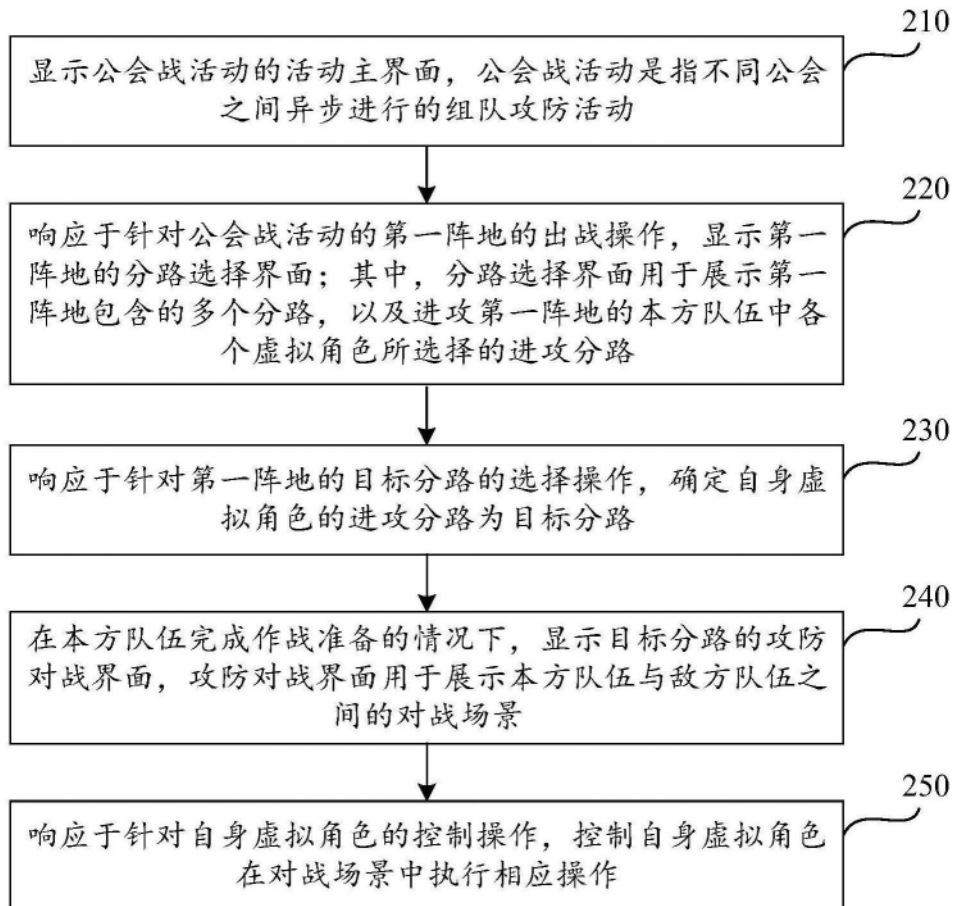 210
显示公会战活动的活动主界面，公会战活动是指不同公会
之间异步进行的组队攻防活动
220
响应于针对公会战活动的第一阵地的出战操作，显示第一
阵地的分路选择界面；其中，分路选择界面用于展示第一
阵地包含的多个分路，以及进攻第一阵地的本方队伍中各
个虚拟角色所选择的进攻分路
230
响应于针对第一阵地的目标分路的选择操作，确定自身虚
拟角色的进攻分路为目标分路
240
在本方队伍完成作战准备的情况下，显示目标分路的攻防
对战界面，攻防对战界面用于展示本方队伍与敌方队伍之
间的对战场景
250
响应于针对自身虚拟角色的控制操作，控制自身虚拟角色
在对战场景中执行相应操作